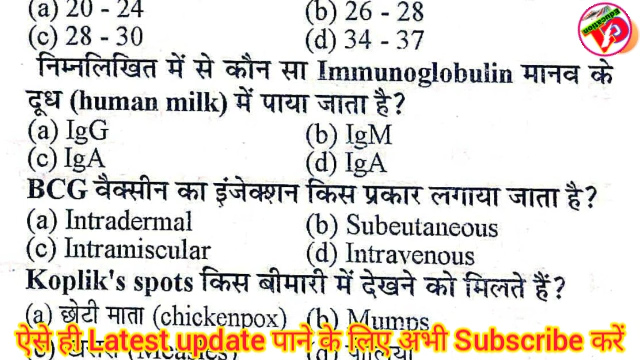 (a) 20 - 24 (b) 26 - 28
(c) 28 - 30 (d) 34 - 37
निम्नलिखित में से कौन सा Immunoglobulin मानव के
दूध (human milk) में पाया जाता है?
(a) IgG (b) IgM
(c) IgA (d) IgA
BCG वैक्सीन का इंजेक्शन किस प्रकार लगाया जाता है?
(a) Intradermal (b) Subeutaneous
(c) Intramiscular (d) Intravenous
Koplik's spots किस बीमारी में देखने को मिलते हैं?
(a) छोटी माता (chickenpox) (b) Mumps
ऐसे ही Latest update पाने के लिए अभी Subscribe करें